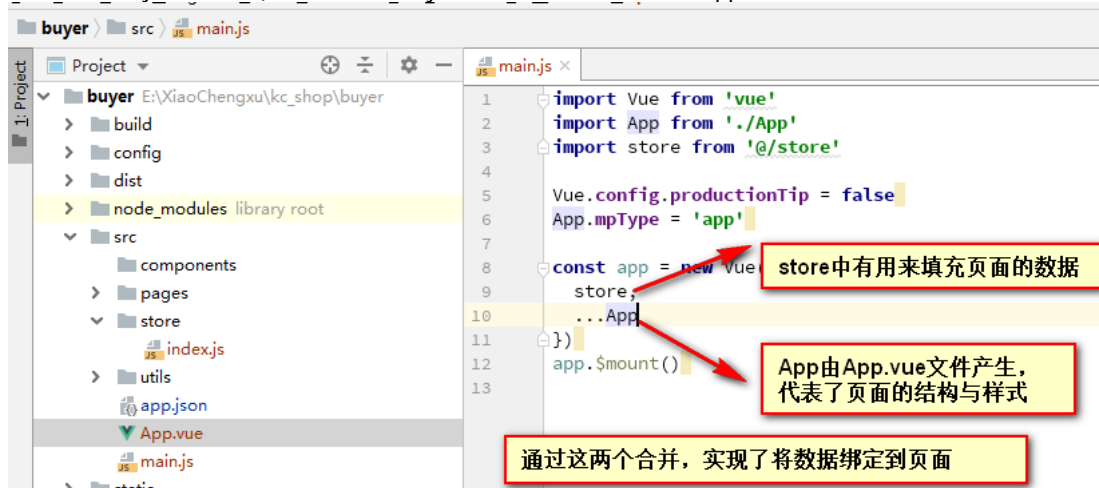 buyer > src > main.js
1: Project
Project
main.js
buyer E:\XiaoChengxu\kc_shop\buyer
build
config
dist
node_modules library root
src
components
pages
store
index.js
utils
app.json
App.vue
main.js
1 import Vue from 'vue'
2 import App from './App'
3 import store from '@/store'
4
5 Vue.config.productionTip = false
6 App.mpType = 'app'
7
8 const app = new Vue(
9 store,
10 ...App
11 })
12 app.$mount()
13
store中有用来填充页面的数据
App由App.vue文件产生，
代表了页面的结构与样式
通过这两个合并，实现了将数据绑定到页面